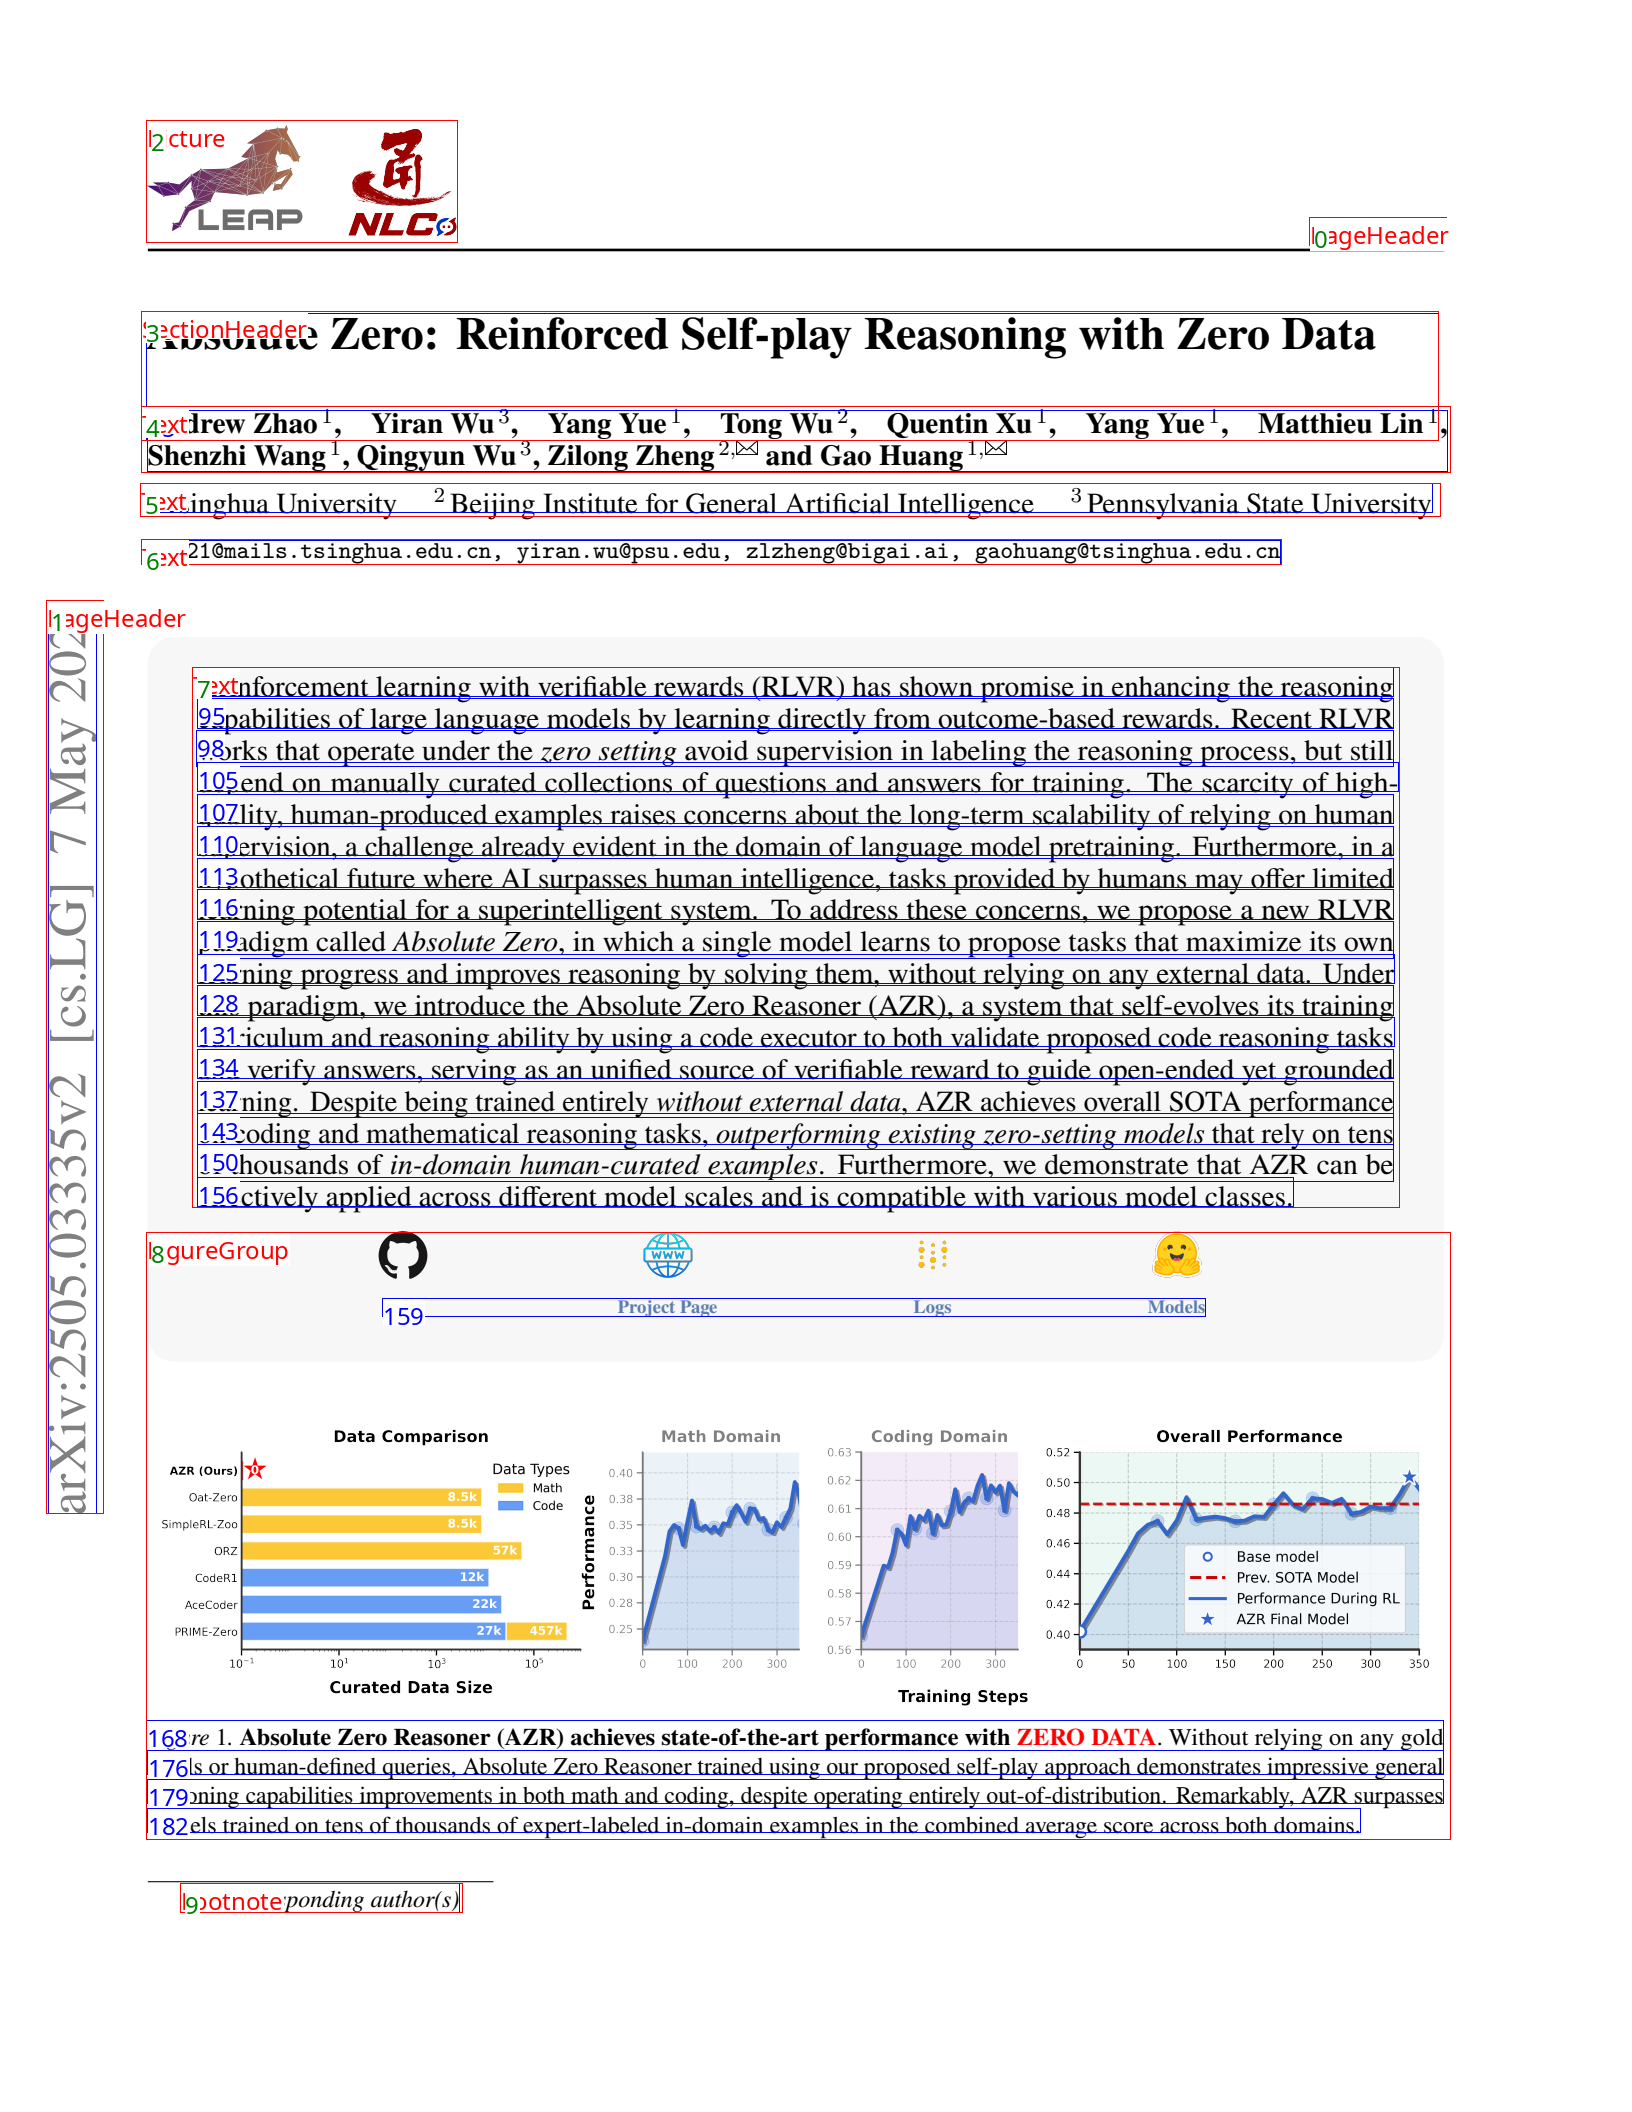 2
cture
LEAP
通
NLCo
0
ageHeader
3
ectionHeader
Zero: Reinforced Self-play Reasoning with Zero Data
4
ext
drew Zhao 1, Yiran Wu 3, Yang Yue 1, Tong Wu 2, Quentin Xu 1, Yang Yue 1, Matthieu Lin 1,
Shenzhi Wang 1, Qingyun Wu 3, Zilong Zheng 2,✉ and Gao Huang 1,✉
5
ext
inghua University 2 Beijing Institute for General Artificial Intelligence 3 Pennsylvania State University
6
ext
21@mails.tsinghua.edu.cn, yiran.wu@psu.edu, zlzheng@bigai.ai, gaohuang@tsinghua.edu.cn
1
ageHeader
arXiv:2505.03335v2 [cs.LG] 7 May 202
7
ext
nforcement learning with verifiable rewards (RLVR) has shown promise in enhancing the reasoning
95 pabilities of large language models by learning directly from outcome-based rewards. Recent RLVR
98 rks that operate under the zero setting avoid supervision in labeling the reasoning process, but still
105 end on manually curated collections of questions and answers for training. The scarcity of high-
107 lity, human-produced examples raises concerns about the long-term scalability of relying on human
110 ervision, a challenge already evident in the domain of language model pretraining. Furthermore, in a
113 othetical future where AI surpasses human intelligence, tasks provided by humans may offer limited
116 ning potential for a superintelligent system. To address these concerns, we propose a new RLVR
119 adigm called Absolute Zero, in which a single model learns to propose tasks that maximize its own
125 ning progress and improves reasoning by solving them, without relying on any external data. Under
128 paradigm, we introduce the Absolute Zero Reasoner (AZR), a system that self-evolves its training
131 riculum and reasoning ability by using a code executor to both validate proposed code reasoning tasks
134 verify answers, serving as an unified source of verifiable reward to guide open-ended yet grounded
137 ning. Despite being trained entirely without external data, AZR achieves overall SOTA performance
143 coding and mathematical reasoning tasks, outperforming existing zero-setting models that rely on tens
150 housands of in-domain human-curated examples. Furthermore, we demonstrate that AZR can be
156 ctively applied across different model scales and is compatible with various model classes.
8
gureGroup
www
159 Project Page Logs Models
Data Comparison
AZR (Ours) 0
Oat-Zero 8.5k
SimpleRL-Zoo 8.5k
ORZ 57k
CodeR1 12k
AceCoder 22k
PRIME-Zero 27k 457k
Data Types
Math
Code
10⁻¹ 10¹ 10³ 10⁵
Curated Data Size
Performance
Math Domain
0.40
0.38
0.35
0.33
0.30
0.28
0.25
0 100 200 300
Coding Domain
0.63
0.62
0.61
0.60
0.59
0.58
0.57
0.56
0 100 200 300
Training Steps
Overall Performance
0.52
0.50
0.48
0.46
0.44
0.42
0.40
Base model
Prev. SOTA Model
Performance During RL
AZR Final Model
0 50 100 150 200 250 300 350
168 re 1. Absolute Zero Reasoner (AZR) achieves state-of-the-art performance with ZERO DATA. Without relying on any gold
176 ls or human-defined queries, Absolute Zero Reasoner trained using our proposed self-play approach demonstrates impressive general
179 oning capabilities improvements in both math and coding, despite operating entirely out-of-distribution. Remarkably, AZR surpasses
182 els trained on tens of thousands of expert-labeled in-domain examples in the combined average score across both domains.
9
ootnote
ponding author(s)